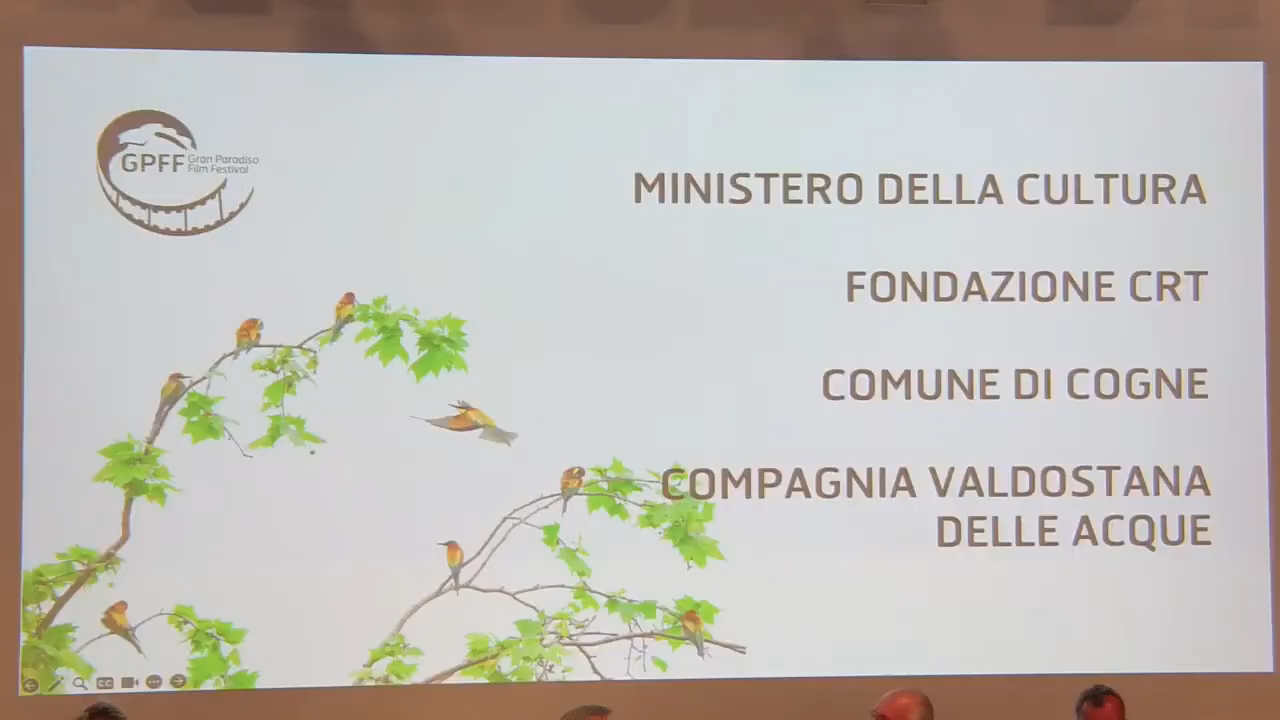 GPFF
Gran Paradiso
Film Festival
MINISTERO DELLA CULTURA
FONDAZIONE CRT
COMUNE DI COGNE
COMPAGNIA VALDOSTANA
DELLE ACQUE